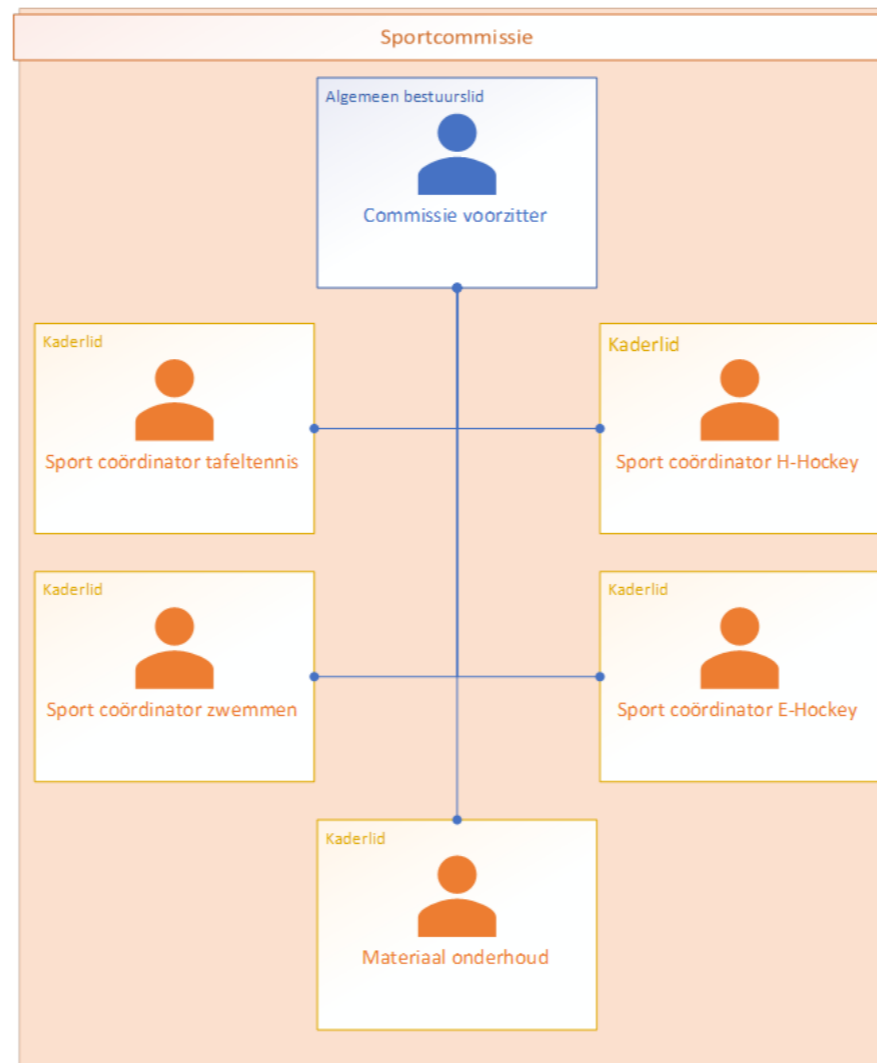 Sportcommissie
Algemeen bestuurslid
Commissie voorzitter
Kaderlid
Sport coördinator tafeltennis
Kaderlid
Sport coördinator H-Hockey
Kaderlid
Sport coördinator zwemmen
Kaderlid
Sport coördinator E-Hockey
Kaderlid
Materiaal onderhoud